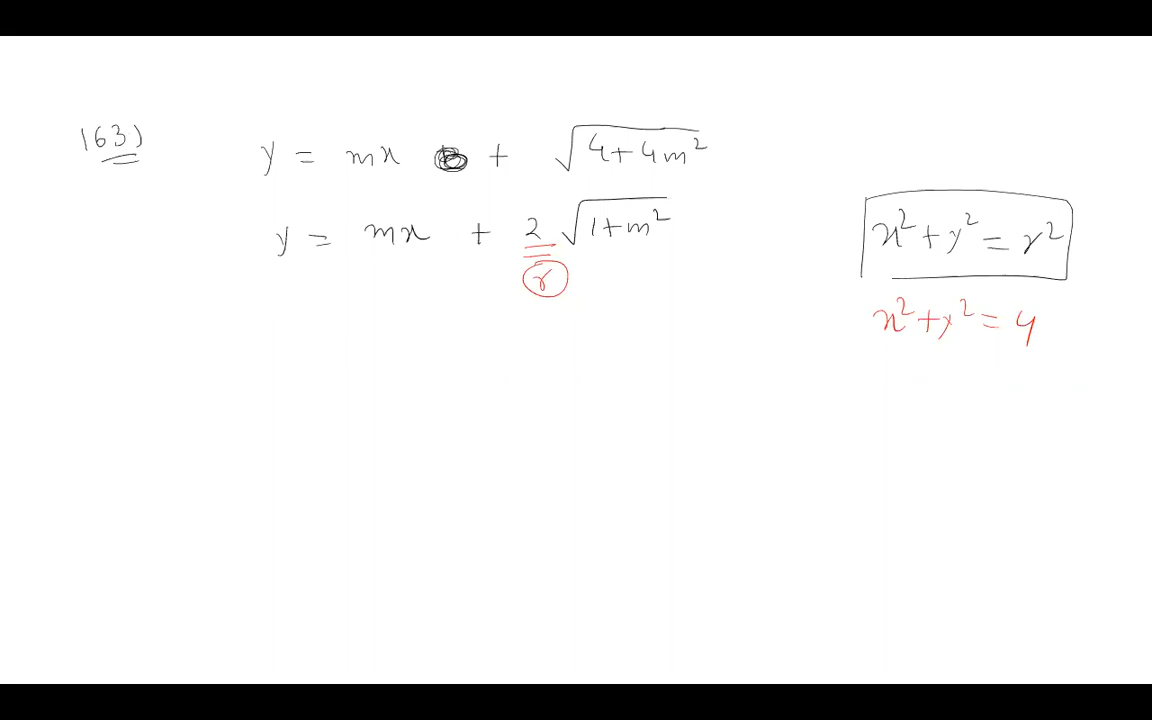 163)
y = mx + √(4+4m²)
y = mx + 2 √(1+m²)
r
x² + y² = r²
x² + y² = 4